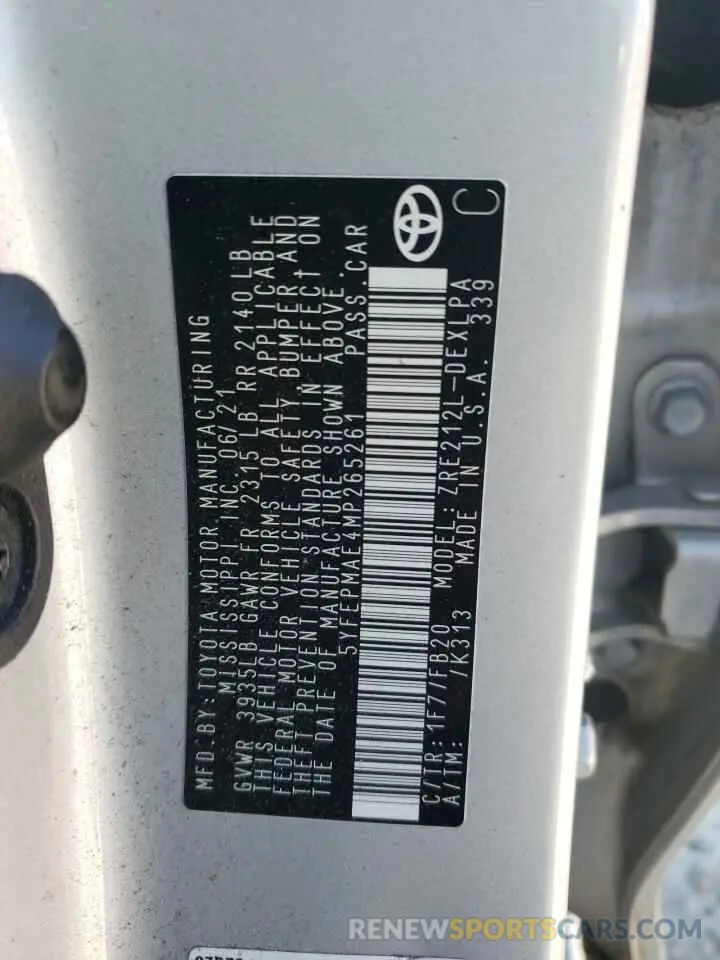 MFD.BY: TOYOTA MOTOR MANUFACTURING
MISSISSIPPI INC. 06/21
GVWR 3935LB GAWR FR 2315 LB RR 2140 LB
THIS VEHICLE CONFORMS TO ALL APPLICABLE
FEDERAL MOTOR VEHICLE SAFETY BUMPER, AND
THEFT PREVENTION STANDARDS IN EFFECT ON
THE DATE OF MANUFACTURE SHOWN ABOVE.
5YFEPMAE4MP265261 PASS. CAR
C/TR: 1F7/FB20 MODEL: ZRE212L-DEXLPA
A/TM: /K313 MADE IN U.S.A. 339
C
RENEWSPORTSCARS.COM